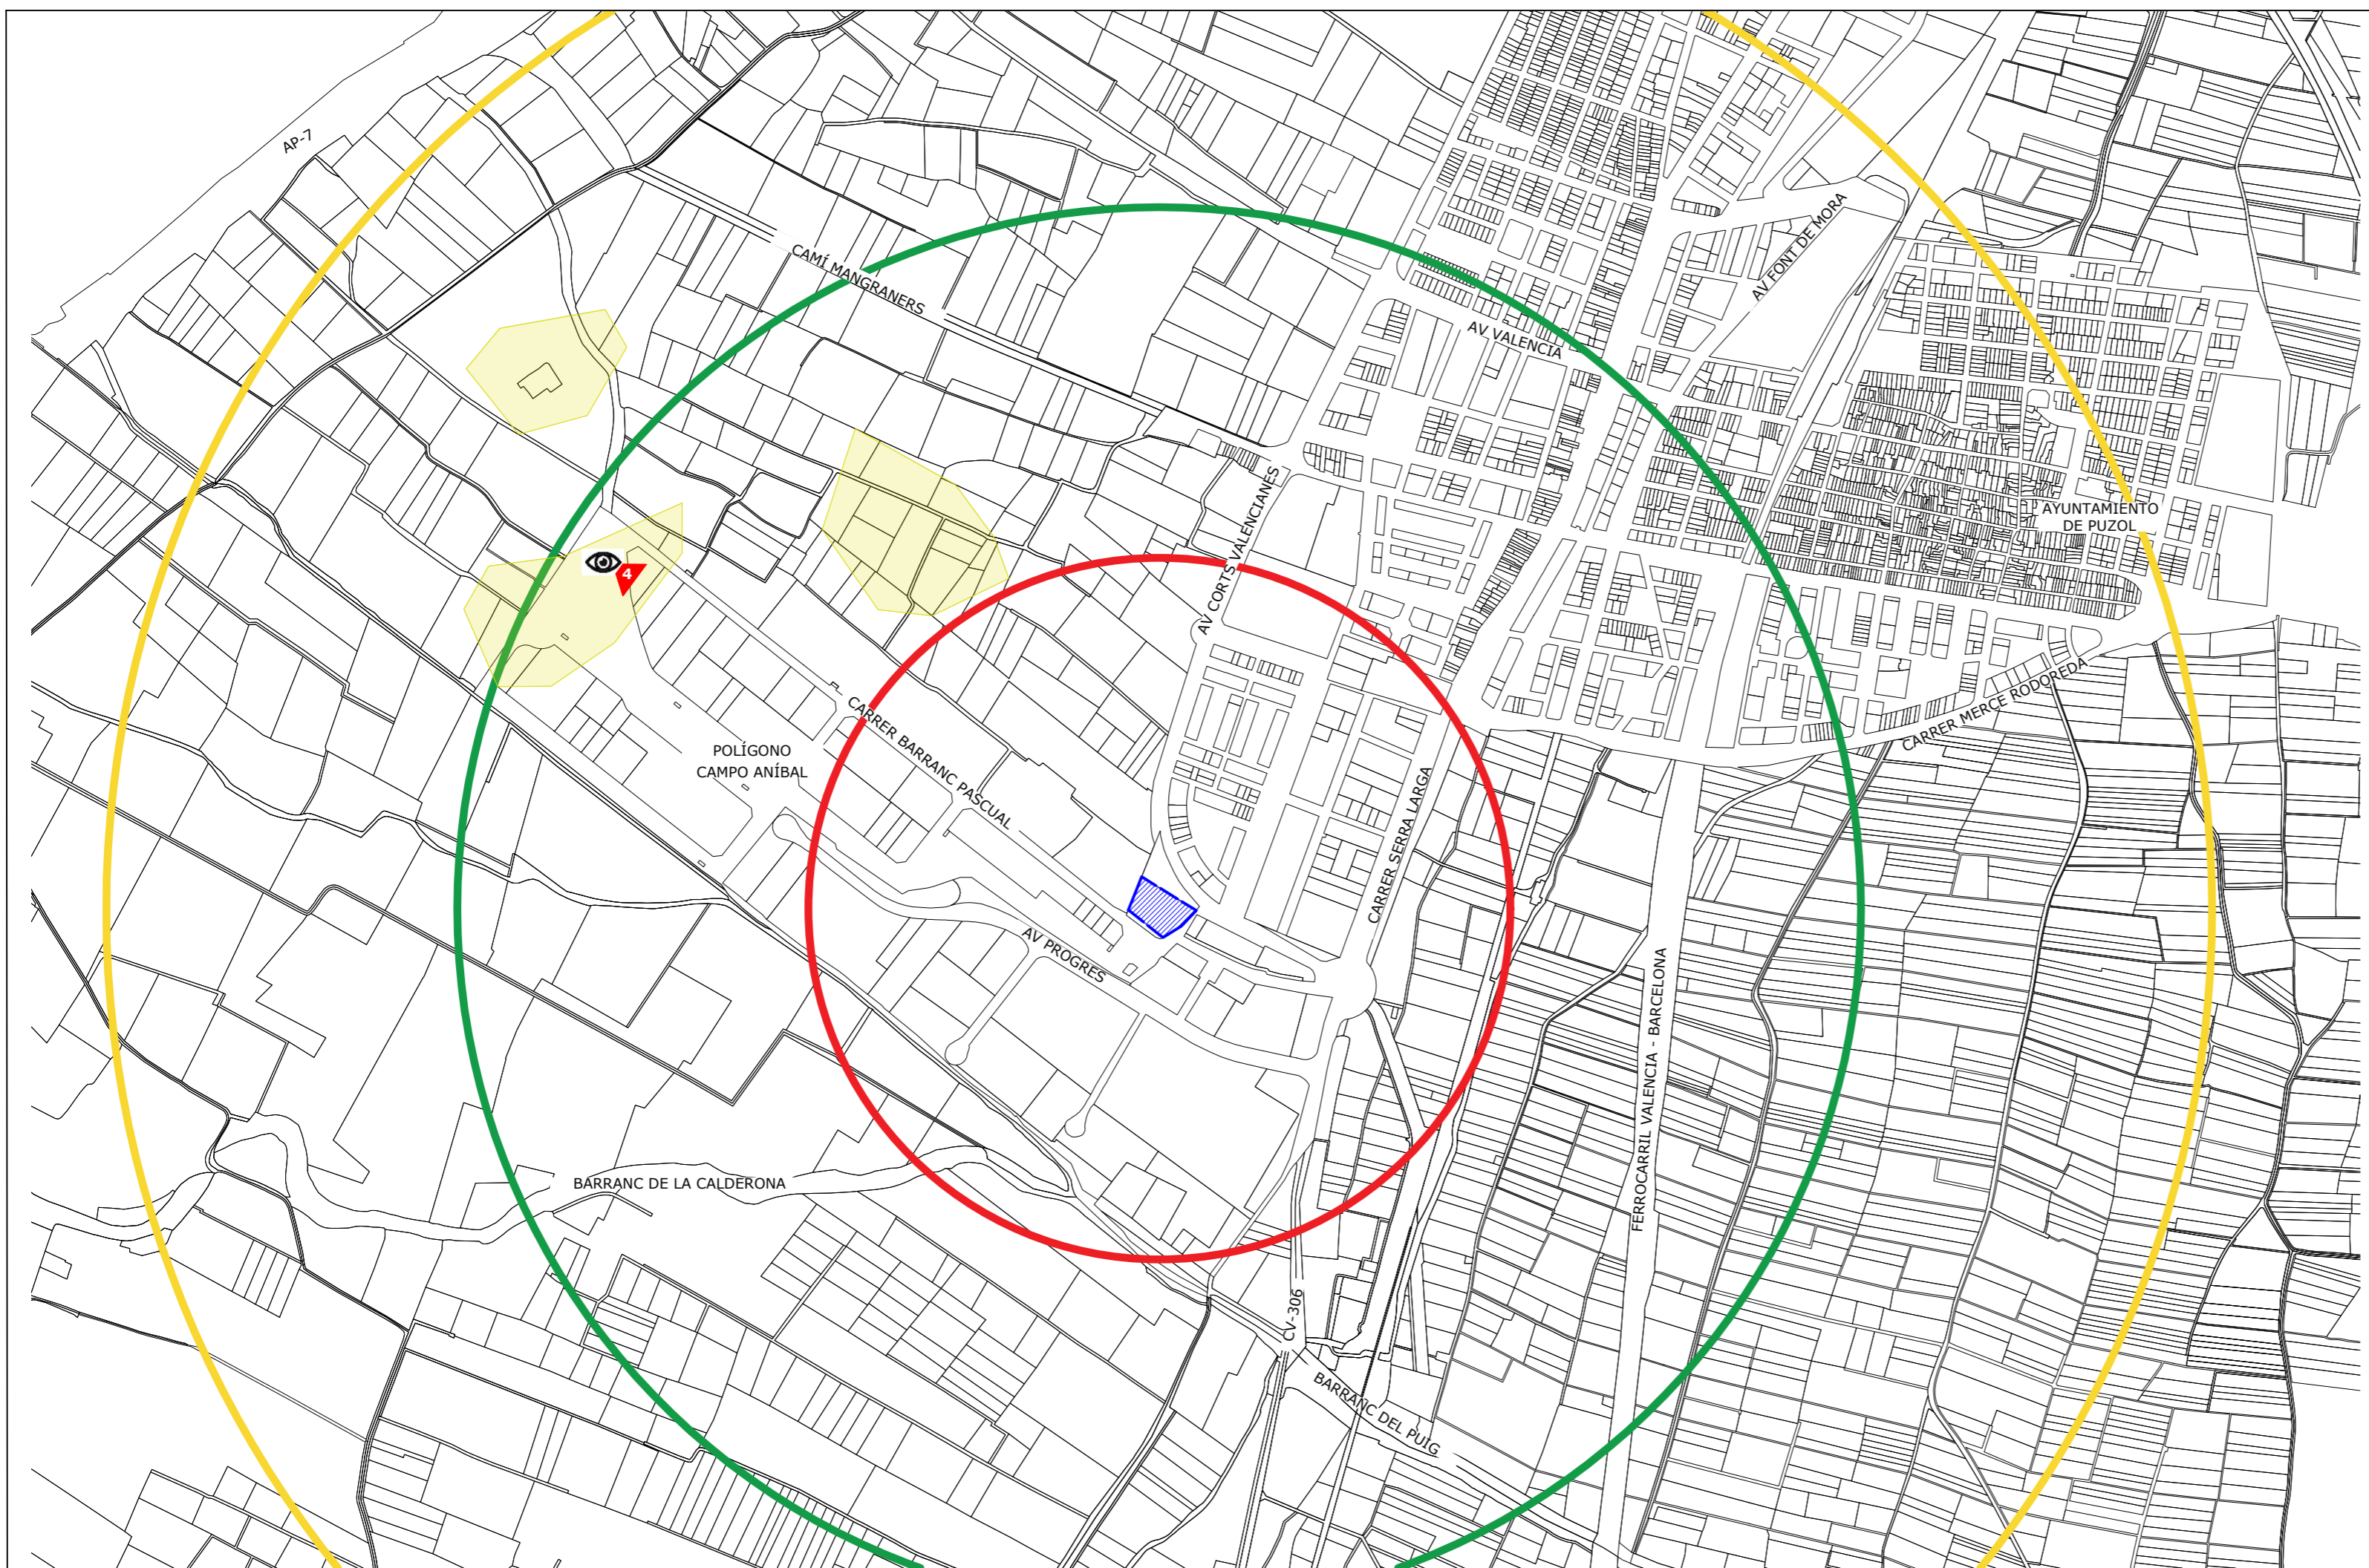 AP-7
AV FONT DE MORA
CAMÍ MANGRANERS
AV VALENCIA
AV CORTS VALENCIANES
AYUNTAMIENTO
DE PUZOL
4
CARRER MERCE RODOREDA
CARRER BARRANC PASCUAL
POLÍGONO
CAMPO ANÍBAL
CARRER SERRA LARGA
AV PROGRES
FERROCARRIL VALENCIA - BARCELONA
BARRANC DE LA CALDERONA
CV-306
BARRANC DEL PUIG